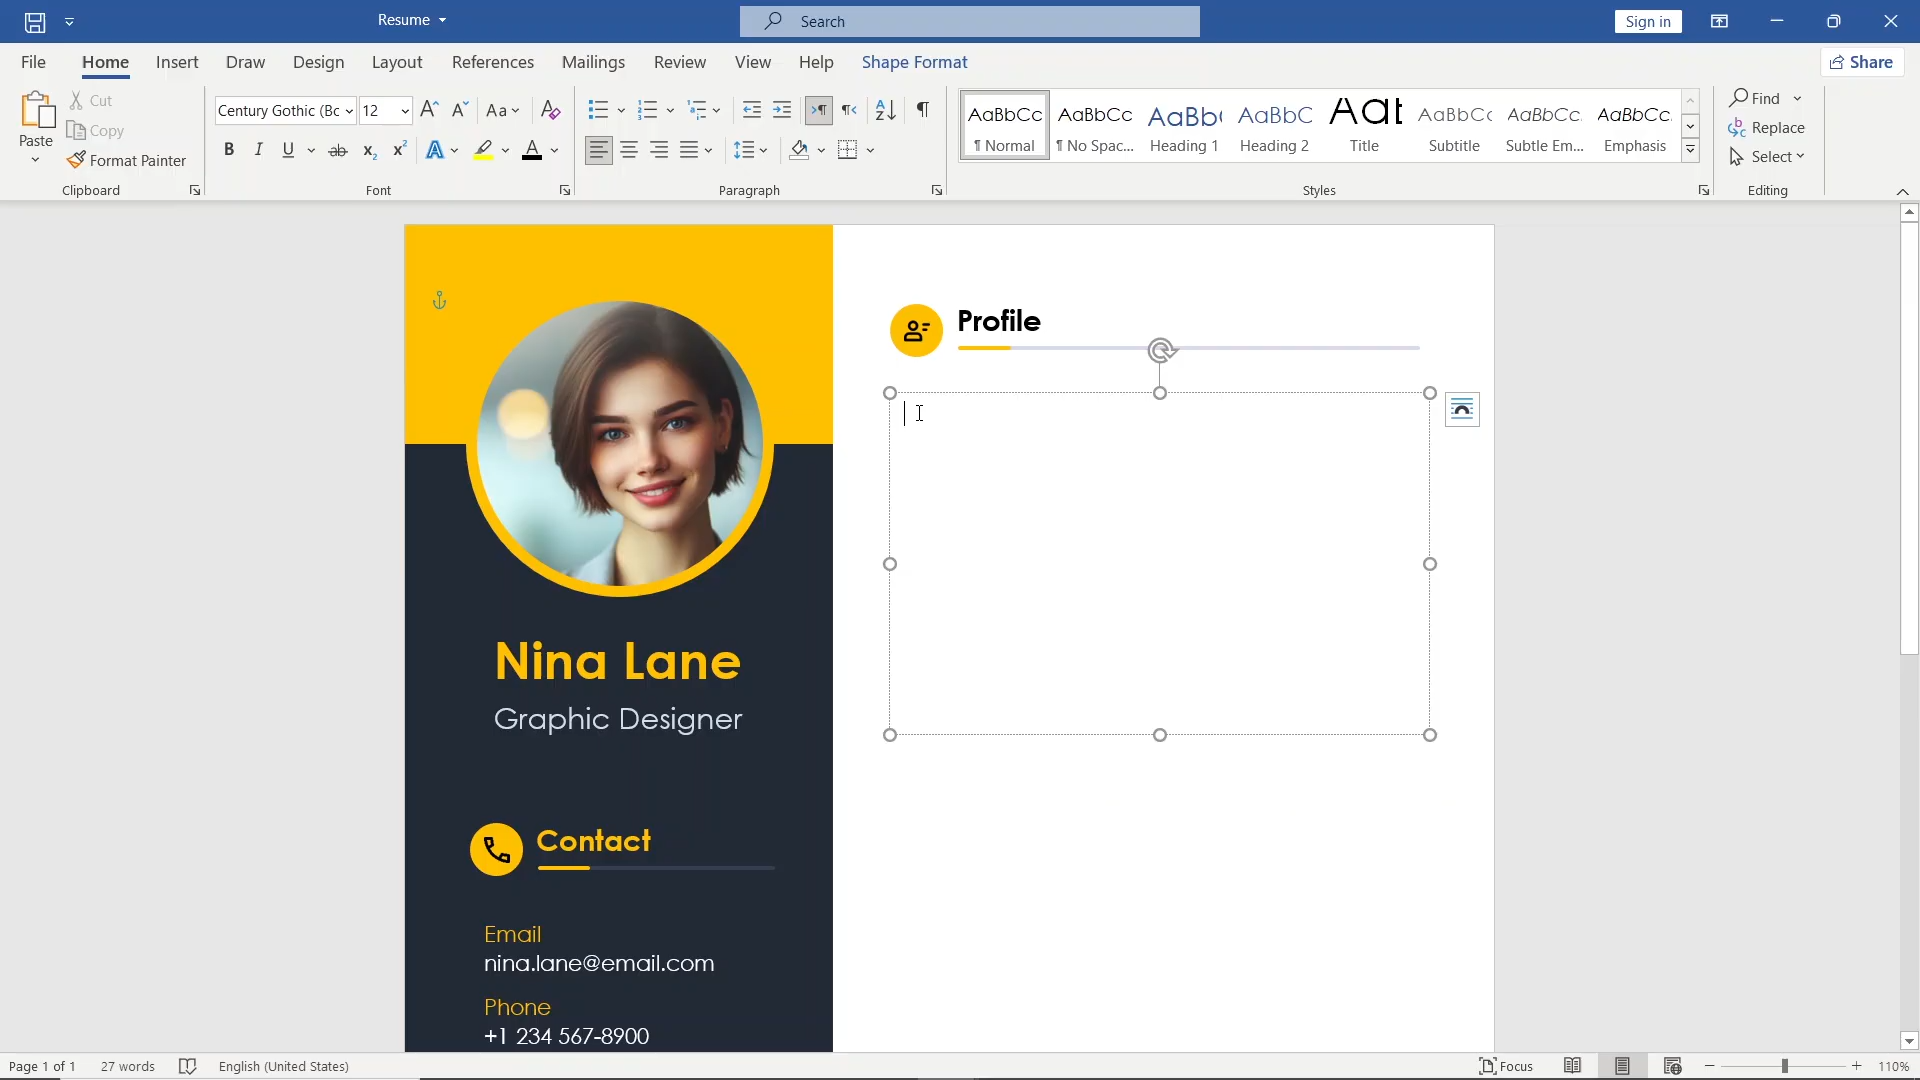 Resume
Search
Sign in
File Home Insert Draw Design Layout References Mailings Review View Help Shape Format
Share
Paste
Cut
Copy
Format Painter
Clipboard
Century Gothic (Bc
12
Font
Paragraph
AaBbCc
¶ Normal
AaBbCc
¶ No Spac...
AaBb(
Heading 1
AaBbC
Heading 2
Aat
Title
AaBbCc
Subtitle
AaBbCc
Subtle Em...
AaBbCc
Emphasis
Styles
Find
Replace
Select
Editing
Profile
Nina Lane
Graphic Designer
Contact
Email
nina.lane@email.com
Phone
+1 234 567-8900
Page 1 of 1 27 words English (United States)
Focus
110%